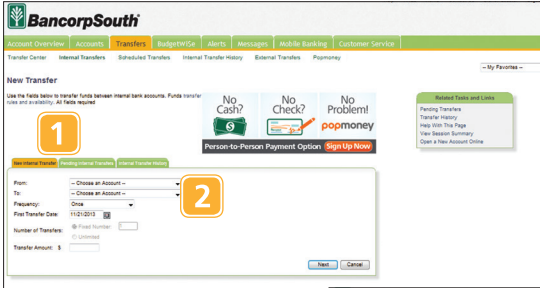 BancorpSouth
Account Overview Accounts Transfers BudgetWiSe Alerts Messages Mobile Banking Customer Service
Transfer Center Internal Transfers Scheduled Transfers Internal Transfer History External Transfers Popmoney
-- My Favorites --
New Transfer
Use the fields below to transfer funds between internal bank accounts. Funds transfer
rules and availability. All fields required
No Cash? No Check? No Problem!
popmoney
Person-to-Person Payment Option Sign Up Now
Related Tasks and Links
Pending Transfers
Transfer History
Help With This Page
View Session Summary
Open a New Account Online
1
New Internal Transfer Pending Internal Transfers Internal Transfer History
From: -- Choose an Account --
To: -- Choose an Account --
2
Frequency: Once
First Transfer Date: 11/21/2013
Number of Transfers: Fixed Number:
Unlimited
Transfer Amount: $
Next Cancel